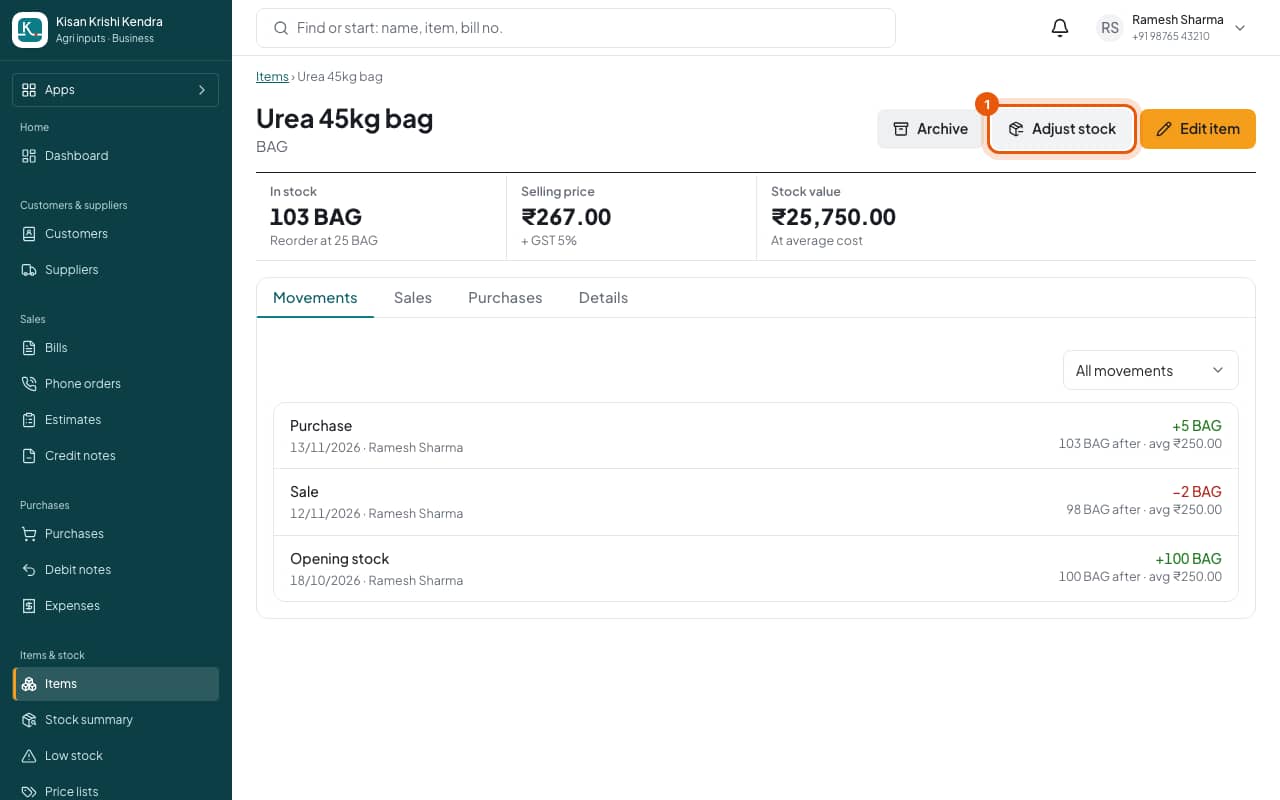 Kisan Krishi Kendra
Agri inputs · Business
Apps
Home
Dashboard
Customers & suppliers
Customers
Suppliers
Sales
Bills
Phone orders
Estimates
Credit notes
Purchases
Purchases
Debit notes
Expenses
Items & stock
Items
Stock summary
Low stock
Price lists
Find or start: name, item, bill no.
RS
Ramesh Sharma
+91 98765 43210
Items › Urea 45kg bag
Urea 45kg bag
BAG
Archive
1
Adjust stock
Edit item
In stock
103 BAG
Reorder at 25 BAG
Selling price
₹267.00
+ GST 5%
Stock value
₹25,750.00
At average cost
Movements Sales Purchases Details
All movements
Purchase
13/11/2026 · Ramesh Sharma
+5 BAG
103 BAG after · avg ₹250.00
Sale
12/11/2026 · Ramesh Sharma
−2 BAG
98 BAG after · avg ₹250.00
Opening stock
18/10/2026 · Ramesh Sharma
+100 BAG
100 BAG after · avg ₹250.00